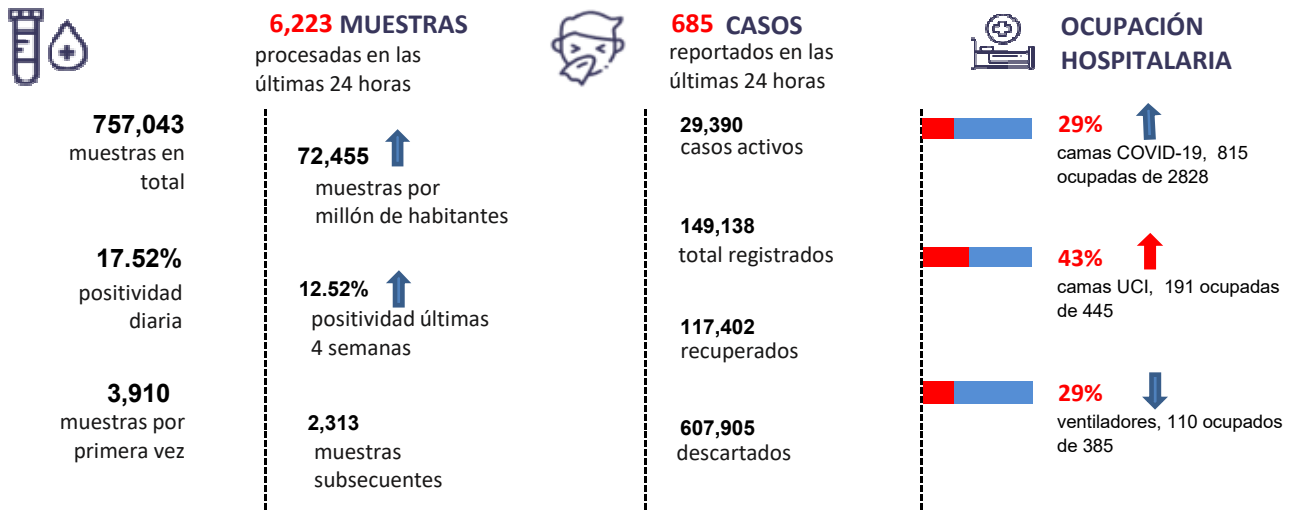 6,223 MUESTRAS
procesadas en las
últimas 24 horas
757,043
muestras en
total
72,455
muestras por
millón de habitantes
17.52%
positividad
diaria
12.52%
positividad últimas
4 semanas
3,910
muestras por
primera vez
2,313
muestras
subsecuentes
685 CASOS
reportados en las
últimas 24 horas
29,390
casos activos
149,138
total registrados
117,402
recuperados
607,905
descartados
OCUPACIÓN
HOSPITALARIA
29%
camas COVID-19, 815
ocupadas de 2828
43%
camas UCI, 191 ocupadas
de 445
29%
ventiladores, 110 ocupados
de 385